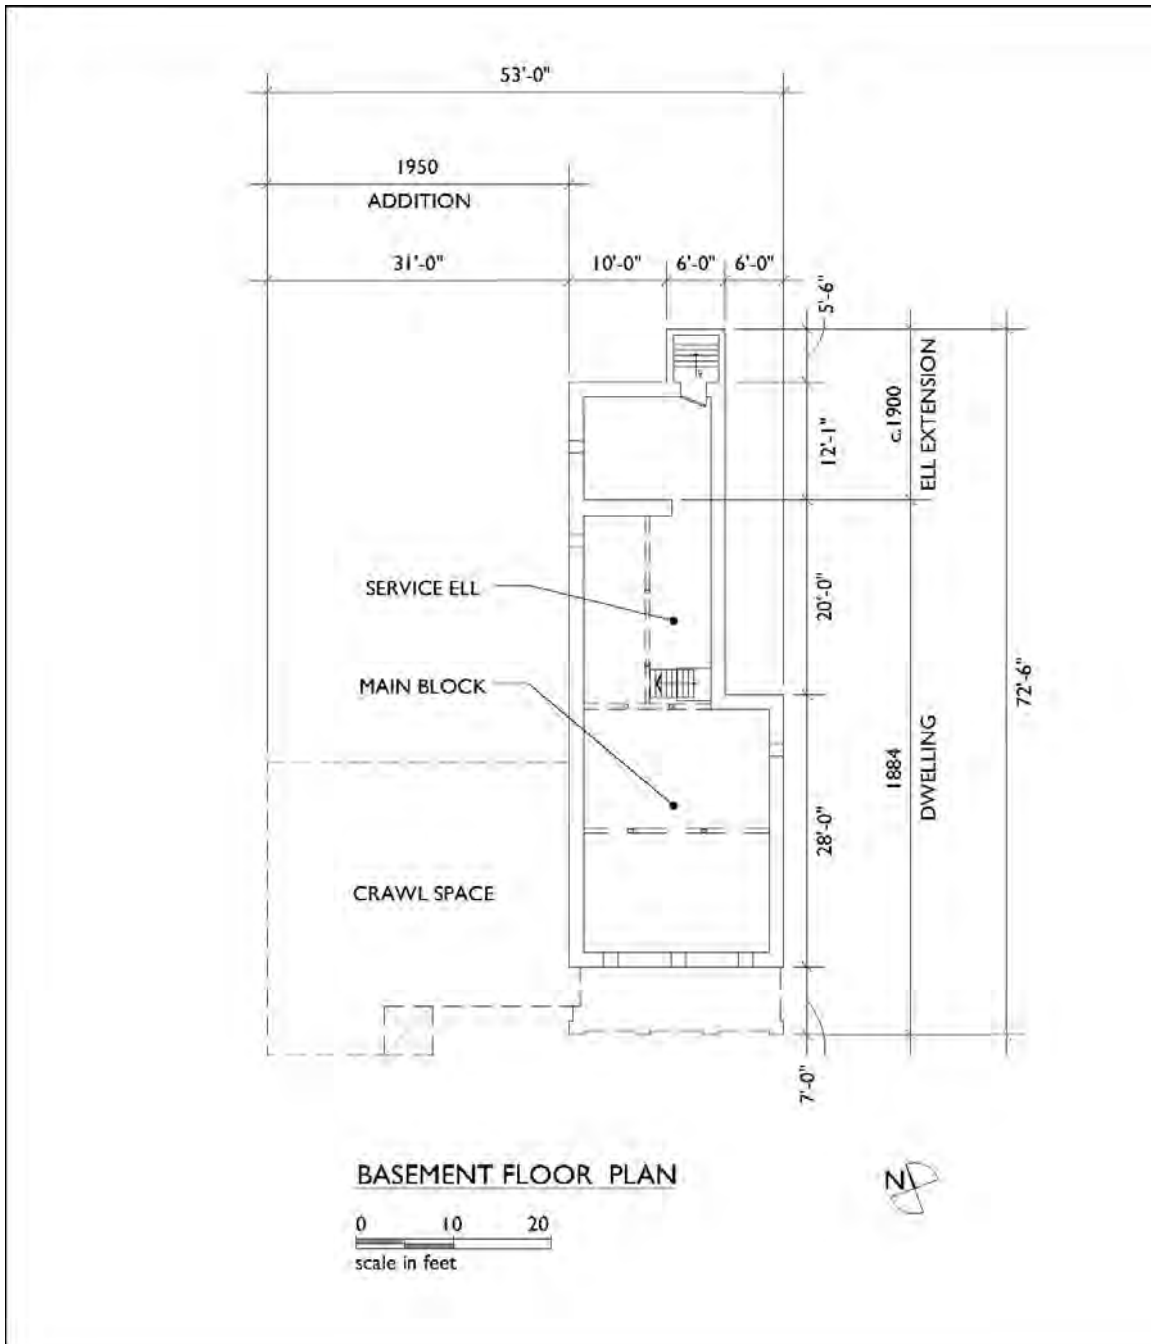 53'-0"
1950
ADDITION
31'-0"
10'-0"
6'-0"
6'-0"
5'-6"
c.1900
ELL EXTENSION
12'-1"
SERVICE ELL
20'-0"
MAIN BLOCK
72'-6"
1884
DWELLING
28'-0"
CRAWL SPACE
7'-0"
BASEMENT FLOOR PLAN
N
0 10 20
scale in feet